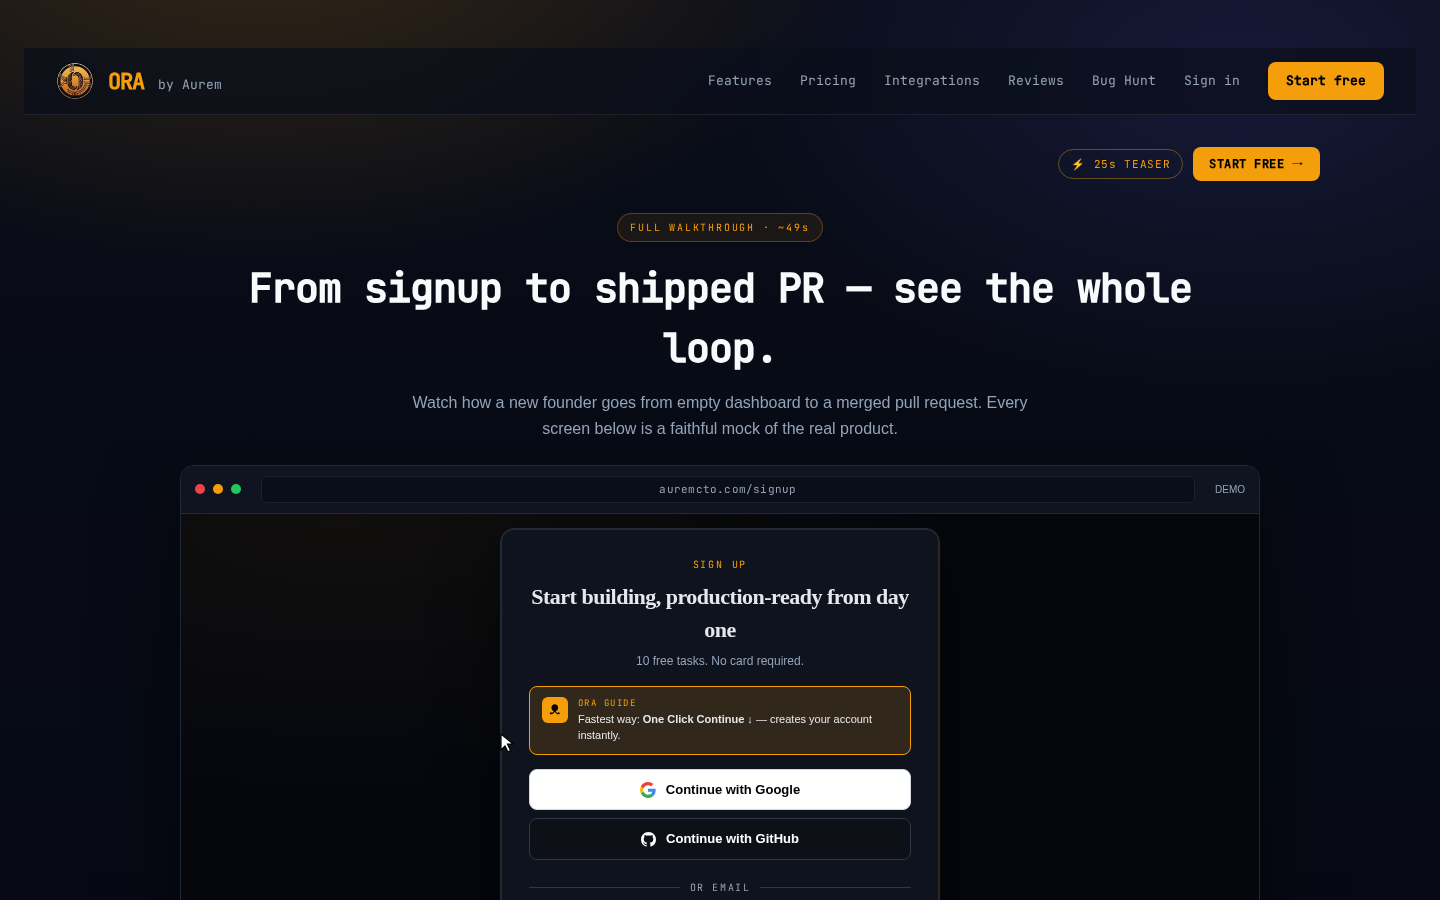 ORA by Aurem
Features Pricing Integrations Reviews Bug Hunt Sign in Start free
⚡ 25s TEASER START FREE →
FULL WALKTHROUGH · ~49s
From signup to shipped PR — see the whole
loop.
Watch how a new founder goes from empty dashboard to a merged pull request. Every
screen below is a faithful mock of the real product.
auremcto.com/signup DEMO
SIGN UP
Start building, production-ready from day
one
10 free tasks. No card required.
ORA GUIDE
Fastest way: One Click Continue ↓ — creates your account
instantly.
Continue with Google
Continue with GitHub
OR EMAIL